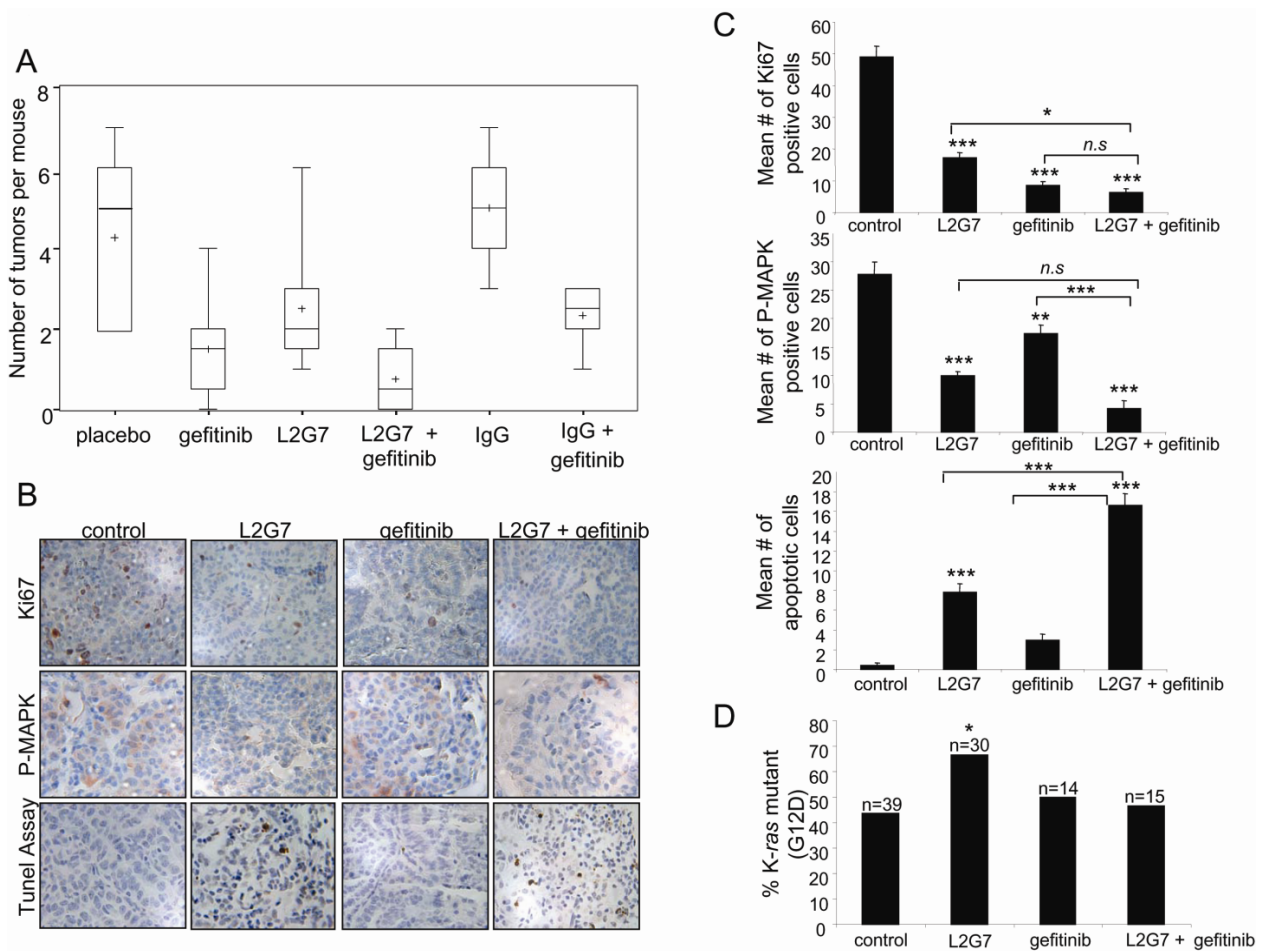 A
Number of tumors per mouse
8
6
4
2
0
placebo
gefitinib
L2G7
L2G7 +
gefitinib
IgG
IgG +
gefitinib
B
control
L2G7
gefitinib
L2G7 + gefitinib
Ki67
P-MAPK
Tunel Assay
C
Mean # of Ki67
positive cells
60
50
40
30
20
10
0
***
***
***
*
n.s
control
L2G7
gefitinib
L2G7 + gefitinib
Mean # of P-MAPK
positive cells
35
30
25
20
15
10
5
0
***
**
***
n.s
***
control
L2G7
gefitinib
L2G7 + gefitinib
Mean # of
apoptotic cells
20
18
16
14
12
10
8
6
4
2
0
***
***
***
***
control
L2G7
gefitinib
L2G7 + gefitinib
D
% K-ras mutant
(G12D)
80
70
60
50
40
30
20
10
0
n=39
*
n=30
n=14
n=15
control
L2G7
gefitinib
L2G7 + gefitinib